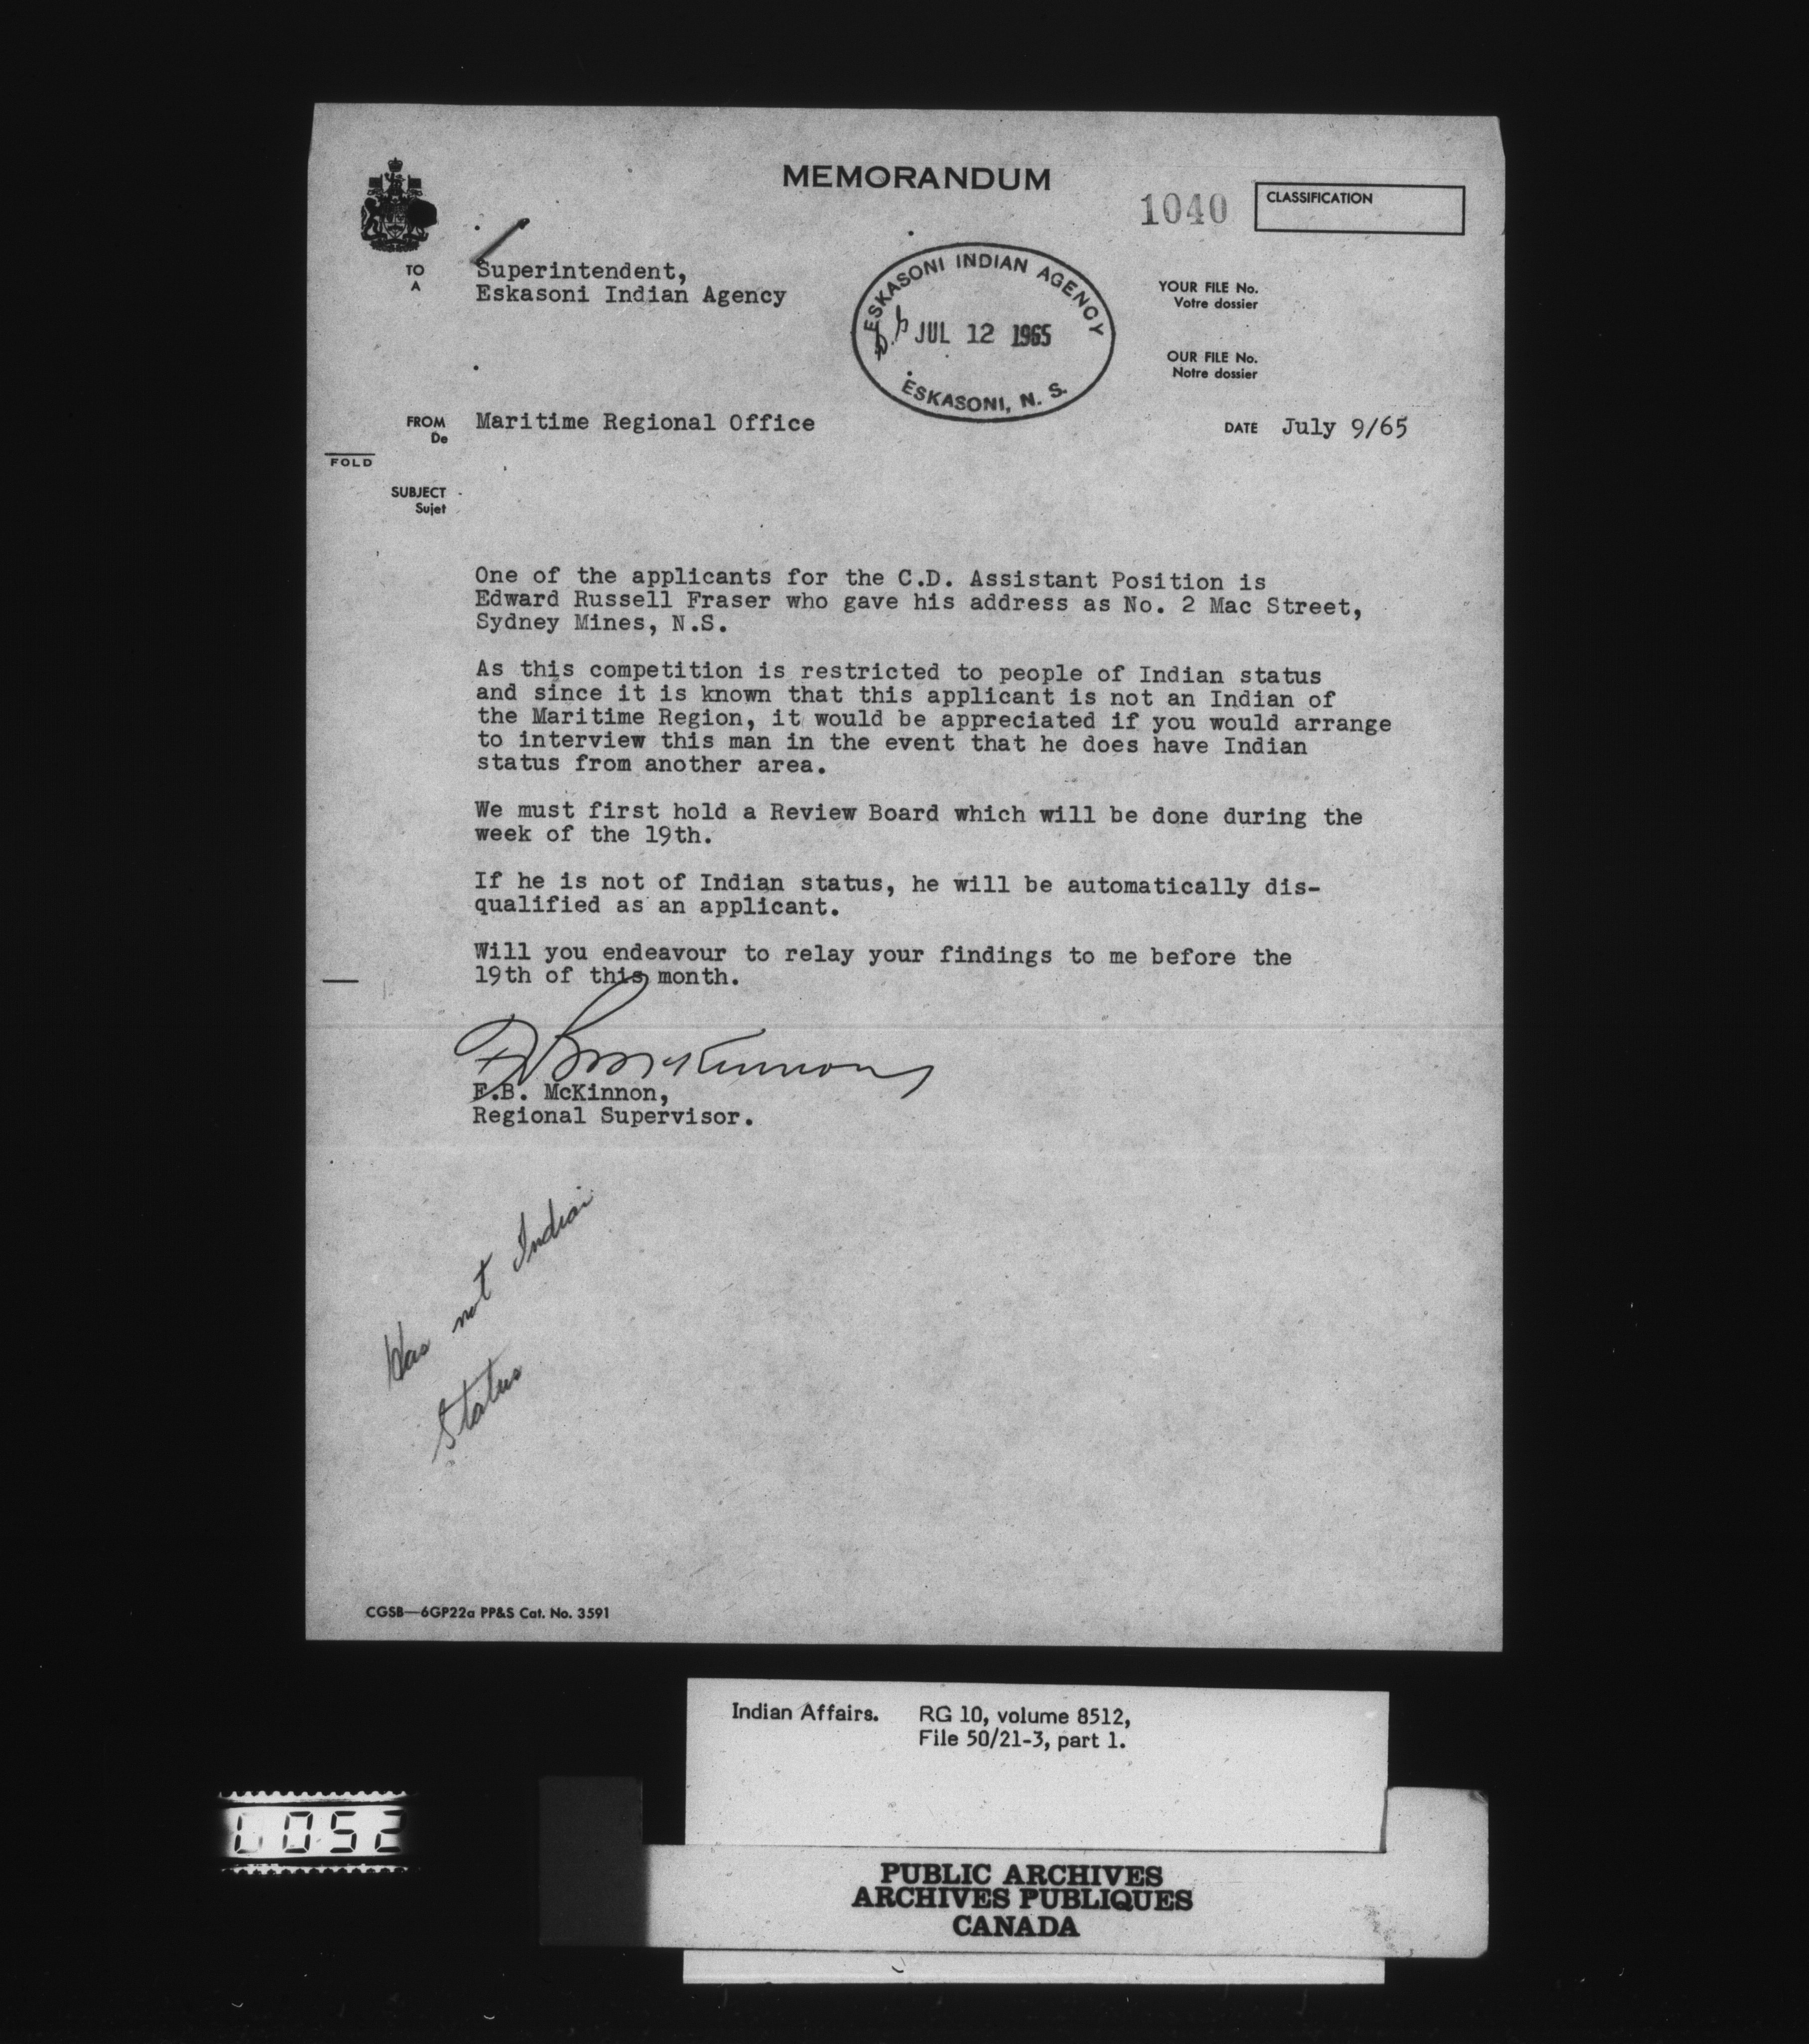 MEMORANDUM
1040
CLASSIFICATION
TO
A
Superintendent,
Eskasoni Indian Agency
ESKASONI INDIAN AGENCY
JUL 12 1965
ESKASONI, N. S.
YOUR FILE No.
Votre dossier
OUR FILE No.
Notre dossier
FROM
De
Maritime Regional Office
DATE July 9/65
FOLD
SUBJECT
Sujet
One of the applicants for the C.D. Assistant Position is
Edward Russell Fraser who gave his address as No. 2 Mac Street,
Sydney Mines, N.S.
As this competition is restricted to people of Indian status
and since it is known that this applicant is not an Indian of
the Maritime Region, it would be appreciated if you would arrange
to interview this man in the event that he does have Indian
status from another area.
We must first hold a Review Board which will be done during the
week of the 19th.
If he is not of Indian status, he will be automatically dis-
qualified as an applicant.
Will you endeavour to relay your findings to me before the
19th of this month.
F.B. McKinnon
F.B. McKinnon,
Regional Supervisor.
Has not Indian
Status
CGSB—6GP22a PP&S Cat. No. 3591
Indian Affairs. RG 10, volume 8512,
File 50/21-3, part 1.
0052
PUBLIC ARCHIVES
ARCHIVES PUBLIQUES
CANADA